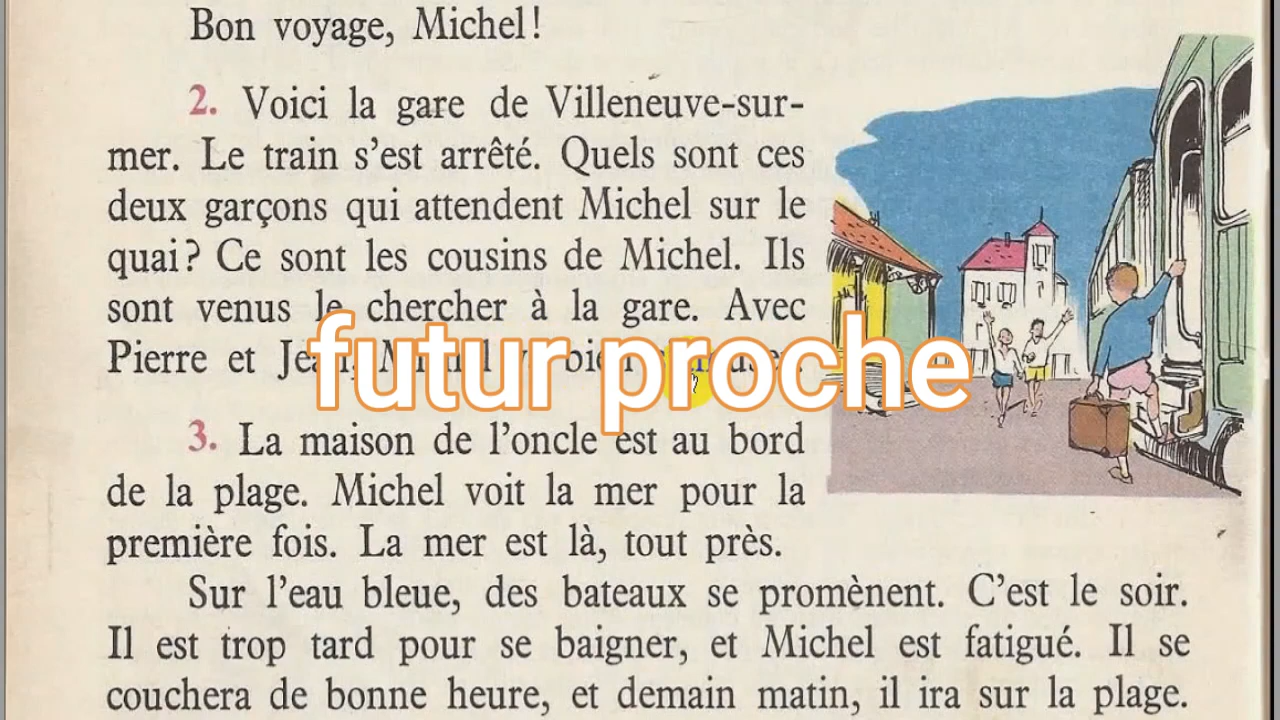 Bon voyage, Michel!
2. Voici la gare de Villeneuve-sur-
mer. Le train s'est arrêté. Quels sont ces
deux garçons qui attendent Michel sur le
quai? Ce sont les cousins de Michel. Ils
sont venus le chercher à la gare. Avec
Pierre et
futur proche
3. La maison de l'oncle est au bord
de la plage. Michel voit la mer pour la
première fois. La mer est là, tout près.
Sur l'eau bleue, des bateaux se promènent. C'est le soir.
Il est trop tard pour se baigner, et Michel est fatigué. Il se
couchera de bonne heure, et demain matin, il ira sur la plage.